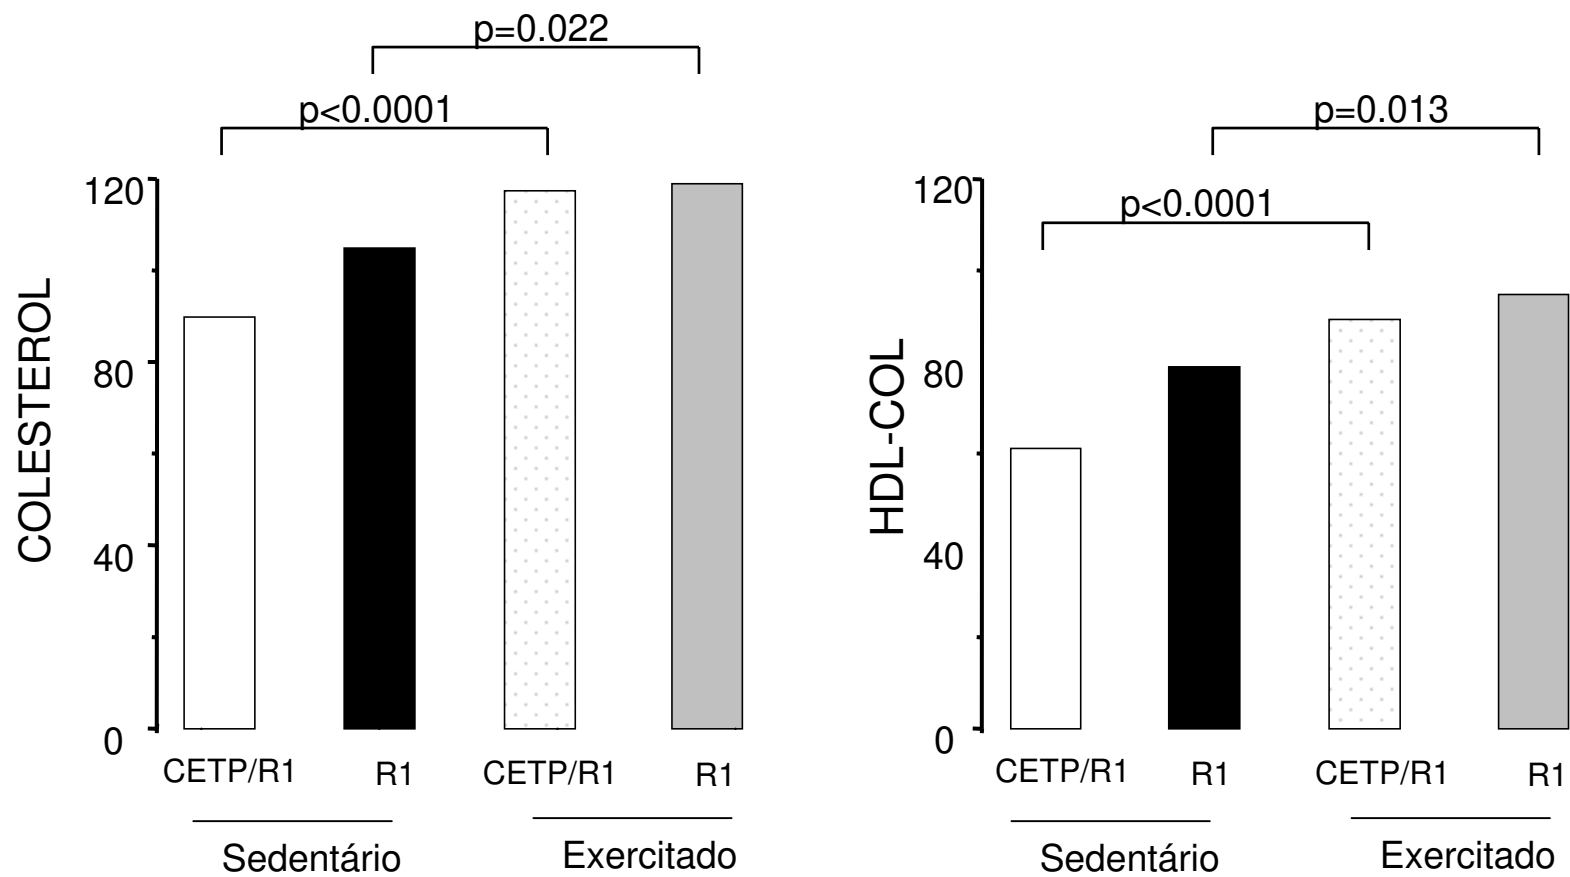 p=0.022
p<0.0001
COLESTEROL
120
80
40
0
CETP/R1 R1 CETP/R1 R1
Sedentário Exercitado
p=0.013
p<0.0001
HDL-COL
120
80
40
0
CETP/R1 R1 CETP/R1 R1
Sedentário Exercitado